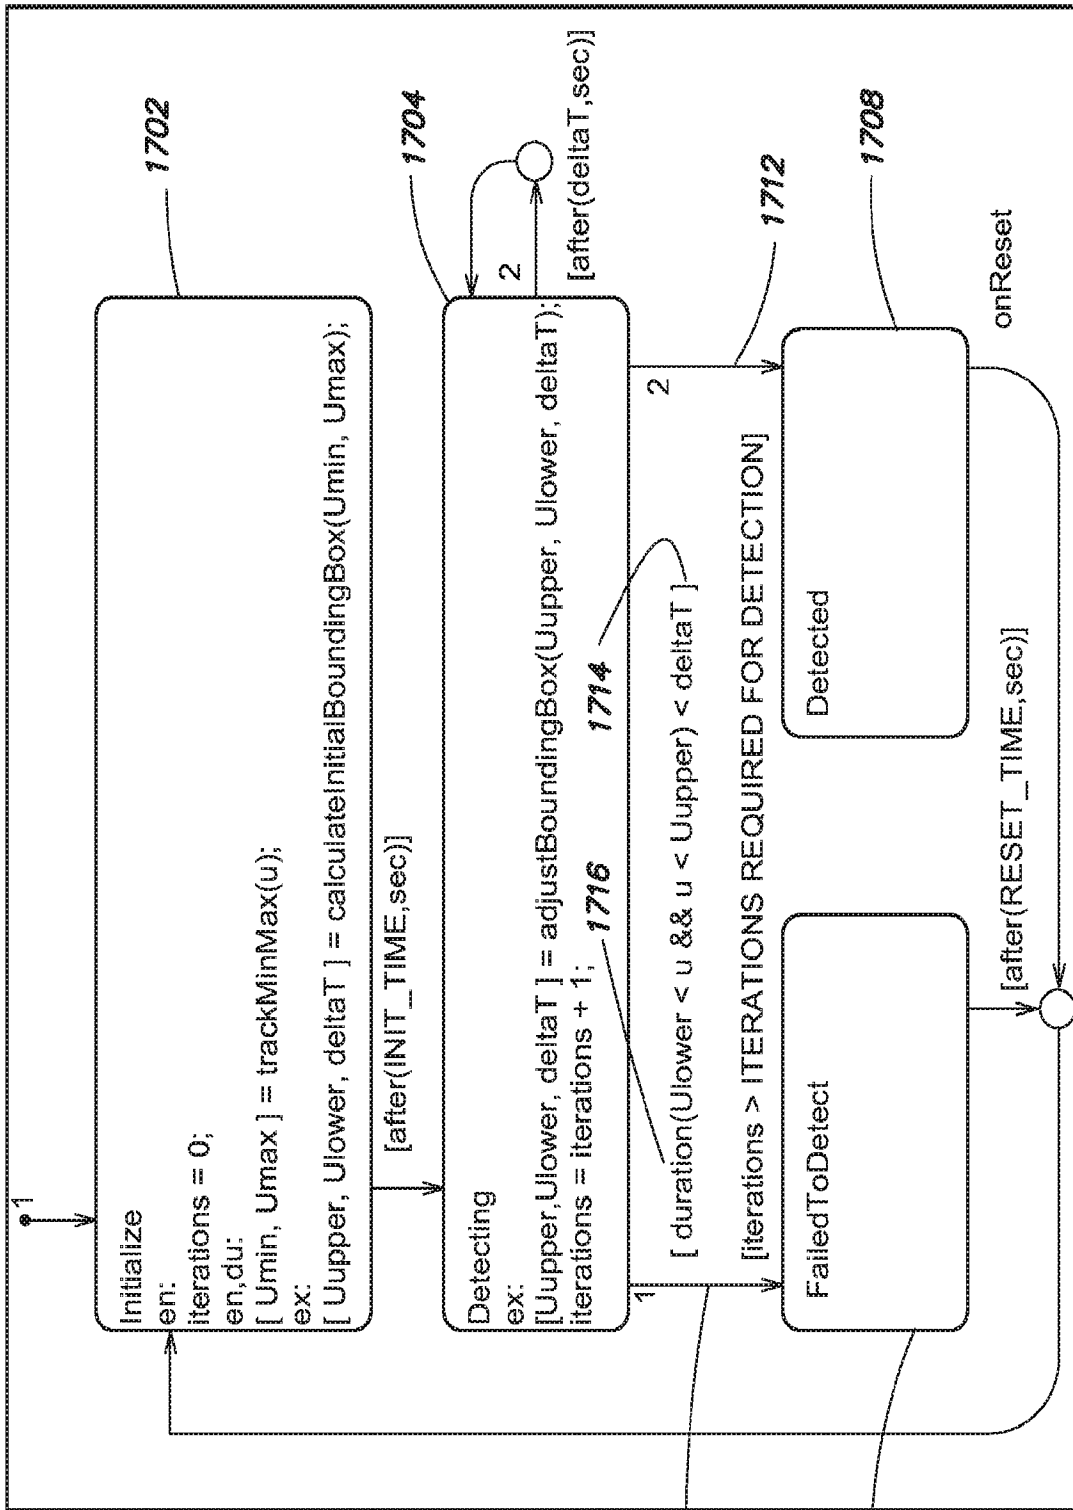 1
1702
Initialize
en:
iterations = 0;
en,du:
[ Umin, Umax ] = trackMinMax(u);
ex:
[ Uupper, Ulower, deltaT ] = calculateInitialBoundingBox(Umin, Umax);
[after(INIT_TIME,sec)]
1704
Detecting
ex:
[Uupper,Ulower, deltaT ] = adjustBoundingBox(Uupper, Ulower, deltaT);
iterations = iterations + 1;
2
[after(deltaT,sec)]
1716
1714
1
[ duration(Ulower < u && u < Uupper) < deltaT ]
2
1712
[iterations > ITERATIONS REQUIRED FOR DETECTION]
FailedToDetect
Detected
1708
[after(RESET_TIME,sec)]
onReset